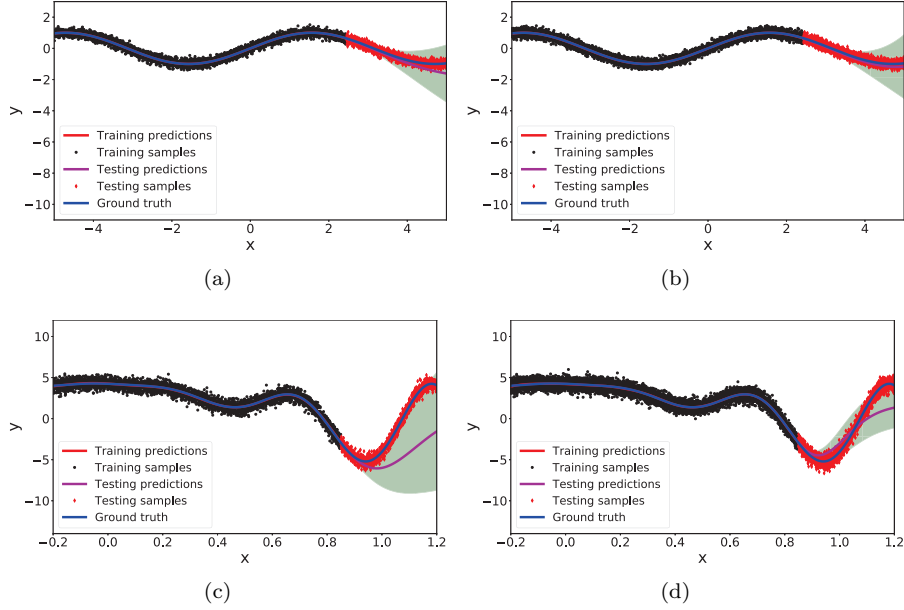 2
0
−2
−4
−6
−8
−10
y
Training predictions
Training samples
Testing predictions
Testing samples
Ground truth
−4 −2 0 2 4
x
(a)
2
0
−2
−4
−6
−8
−10
y
Training predictions
Training samples
Testing predictions
Testing samples
Ground truth
−4 −2 0 2 4
x
(b)
10
5
0
−5
−10
y
Training predictions
Training samples
Testing predictions
Testing samples
Ground truth
−0.2 0.0 0.2 0.4 0.6 0.8 1.0 1.2
x
(c)
10
5
0
−5
−10
y
Training predictions
Training samples
Testing predictions
Testing samples
Ground truth
−0.2 0.0 0.2 0.4 0.6 0.8 1.0 1.2
x
(d)